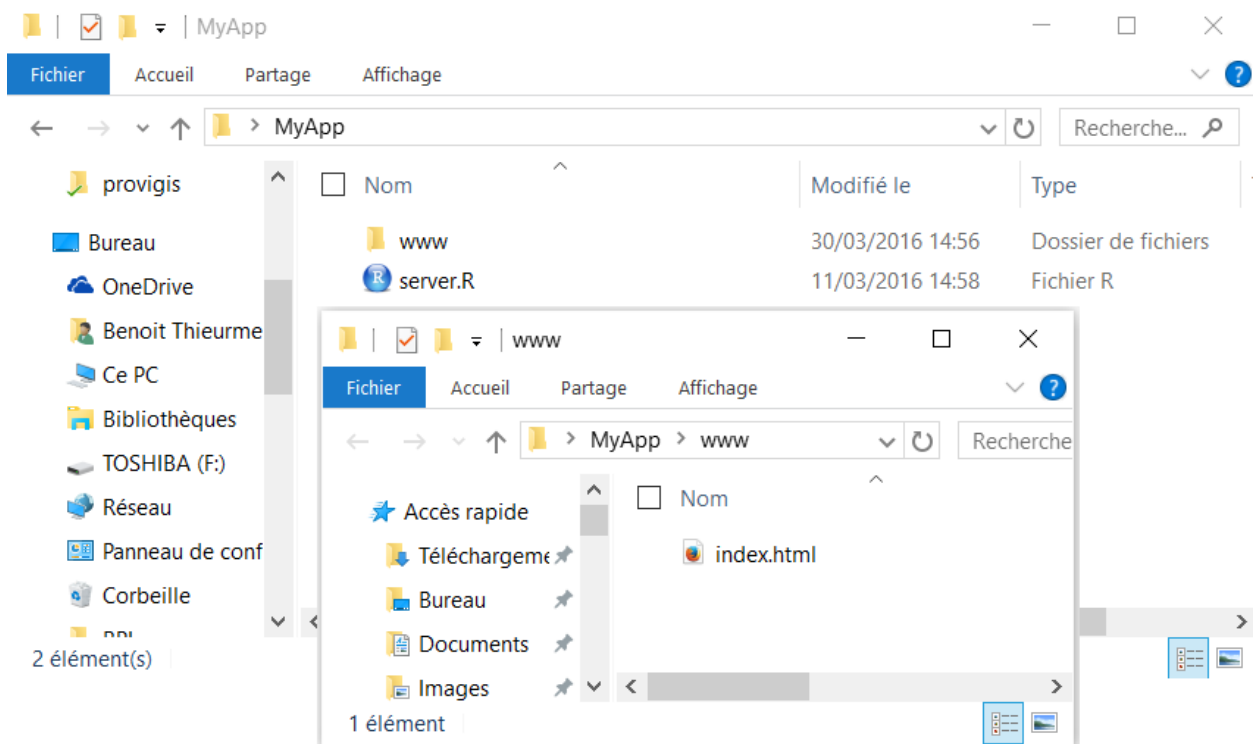 MyApp
Fichier Accueil Partage Affichage ?
MyApp Recherche...
provigis
Bureau
OneDrive
Benoit Thieurme
Ce PC
Bibliothèques
TOSHIBA (F:)
Réseau
Panneau de conf
Corbeille
2 élément(s)
Nom Modifié le Type
www 30/03/2016 14:56 Dossier de fichiers
R server.R 11/03/2016 14:58 Fichier R
www
Fichier Accueil Partage Affichage ?
MyApp www Recherche
Accès rapide
Téléchargeme
Bureau
Documents
Images
1 élément
Nom
index.html